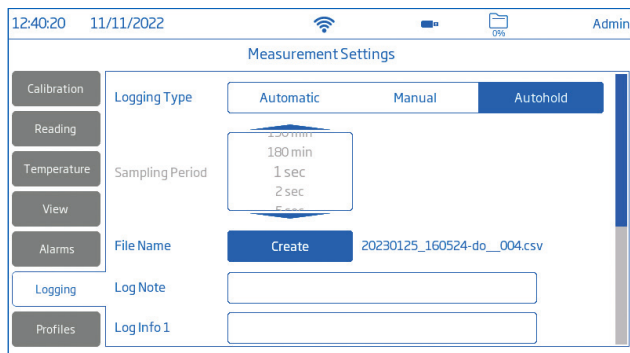 12:40:20 11/11/2022 0% Admin
Measurement Settings
Calibration
Logging Type Automatic Manual Autohold
Reading
180 min
Temperature Sampling Period 1 sec
2 sec
View
Alarms File Name Create 20230125_160524-do__004.csv
Logging Log Note
Profiles Log Info 1